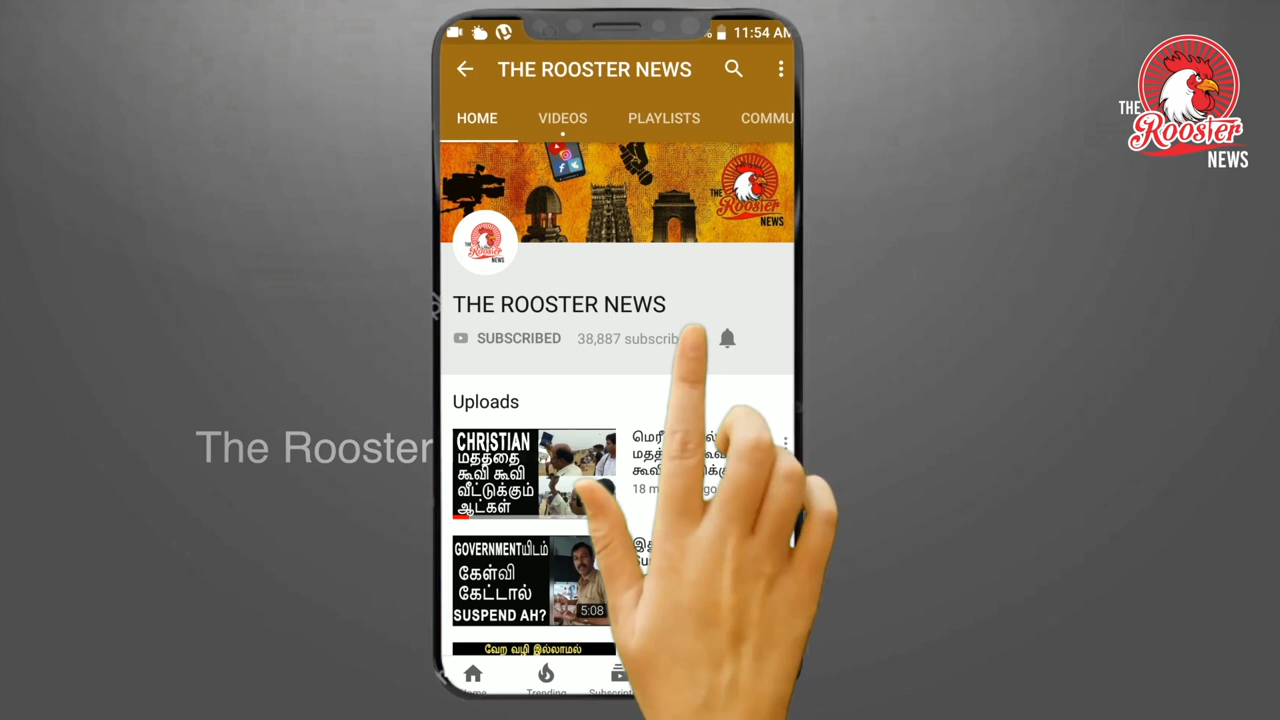 11:54 AM
THE ROOSTER NEWS
HOME VIDEOS PLAYLISTS COMMU
THE
Rooster
NEWS
THE
Rooster
NEWS
THE ROOSTER NEWS
SUBSCRIBED 38,887 subscrib
Uploads
The Rooster
CHRISTIAN
மதத்தை
கூவி கூவி
வீட்டுக்கும்
ஆட்கள்
18 m
GOVERNMENTயிடம்
கேள்வி
கேட்டால்
SUSPEND AH?
5:08
வேற வழி இல்லாமல்
Trending